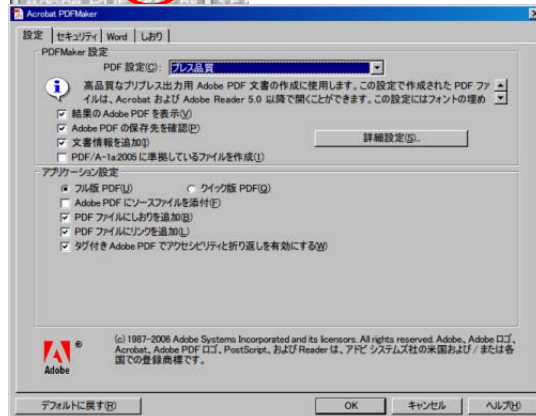 Acrobat PDFMaker
設定 セキュリティ Word しおり
PDFMaker 設定
PDF 設定(C): プレス品質
高品質なプリプレス出力用 Adobe PDF 文書の作成に使用します。この設定で作成された PDF ファ
イルは、Acrobat および Adobe Reader 5.0 以降で開くことができます。この設定にはフォントの埋め
結果の Adobe PDF を表示(V)
Adobe PDF の保存先を確認(P)
文書情報を追加(I)
詳細設定(S)...
PDF/A-1a:2005 に準拠しているファイルを作成(1)
アプリケーション設定
フル版 PDF(U) クイック版 PDF(Q)
Adobe PDF にソースファイルを添付(F)
PDF ファイルにしおりを追加(B)
PDF ファイルにリンクを追加(L)
タグ付き Adobe PDF でアクセシビリティと折り返しを有効にする(W)
(c) 1987-2006 Adobe Systems Incorporated and its licensors. All rights reserved. Adobe、Adobe ロゴ、
Acrobat、Adobe PDF ロゴ、PostScript、および Reader は、アドビ システムズ社の米国および / または各
国での登録商標です。
Adobe
デフォルトに戻す(R) OK キャンセル ヘルプ(H)